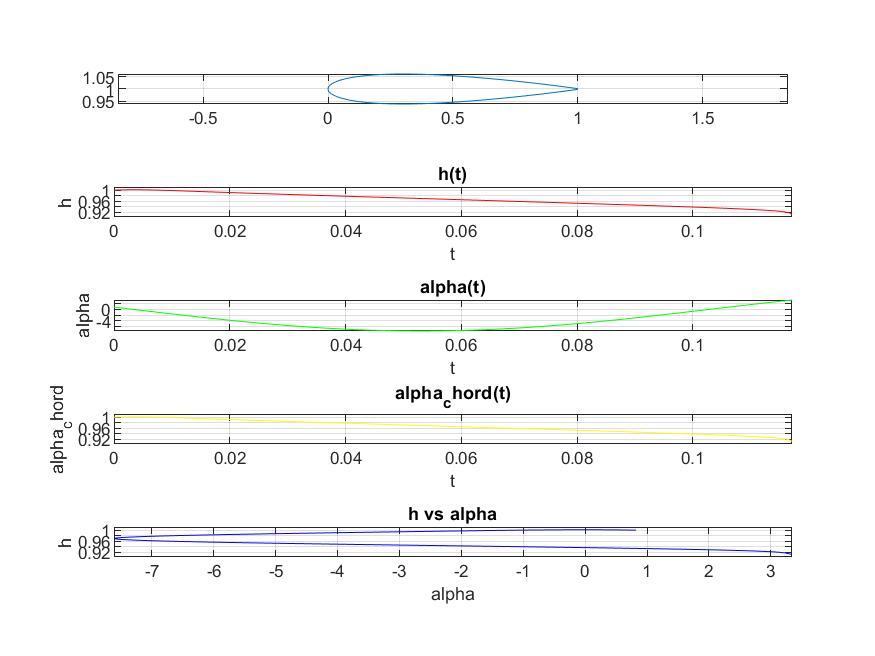 1.05
1
0.95
-0.5 0 0.5 1 1.5
h(t)
h
1
0.96
0.92
0 0.02 0.04 0.06 0.08 0.1
t
alpha(t)
alpha
0
-4
0 0.02 0.04 0.06 0.08 0.1
t
alpha_chord(t)
alpha_chord
1
0.96
0.92
0 0.02 0.04 0.06 0.08 0.1
t
h vs alpha
h
1
0.96
0.92
-7 -6 -5 -4 -3 -2 -1 0 1 2 3
alpha